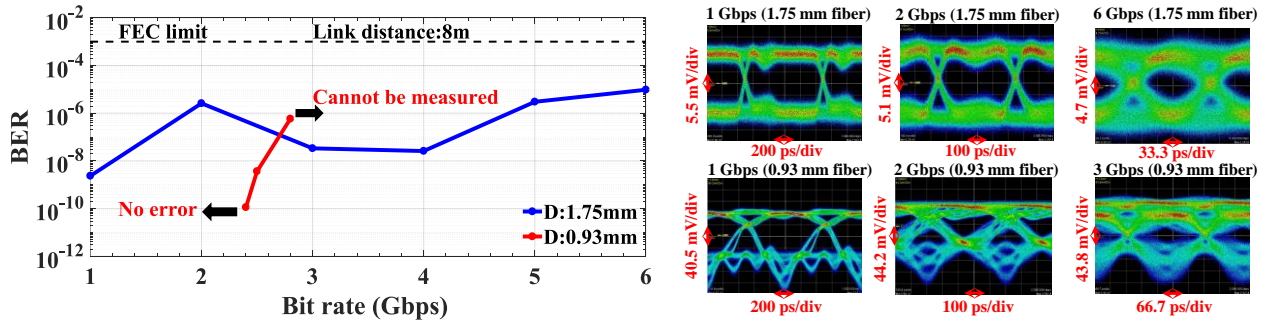 10^-2
10^-4
10^-6
10^-8
10^-10
10^-12
BER
FEC limit
Link distance:8m
Cannot be measured
No error
D:1.75mm
D:0.93mm
1 2 3 4 5 6
Bit rate (Gbps)
1 Gbps (1.75 mm fiber)
5.5 mV/div
200 ps/div
2 Gbps (1.75 mm fiber)
5.1 mV/div
100 ps/div
6 Gbps (1.75 mm fiber)
4.7 mV/div
33.3 ps/div
1 Gbps (0.93 mm fiber)
40.5 mV/div
200 ps/div
2 Gbps (0.93 mm fiber)
44.2 mV/div
100 ps/div
3 Gbps (0.93 mm fiber)
43.8 mV/div
66.7 ps/div